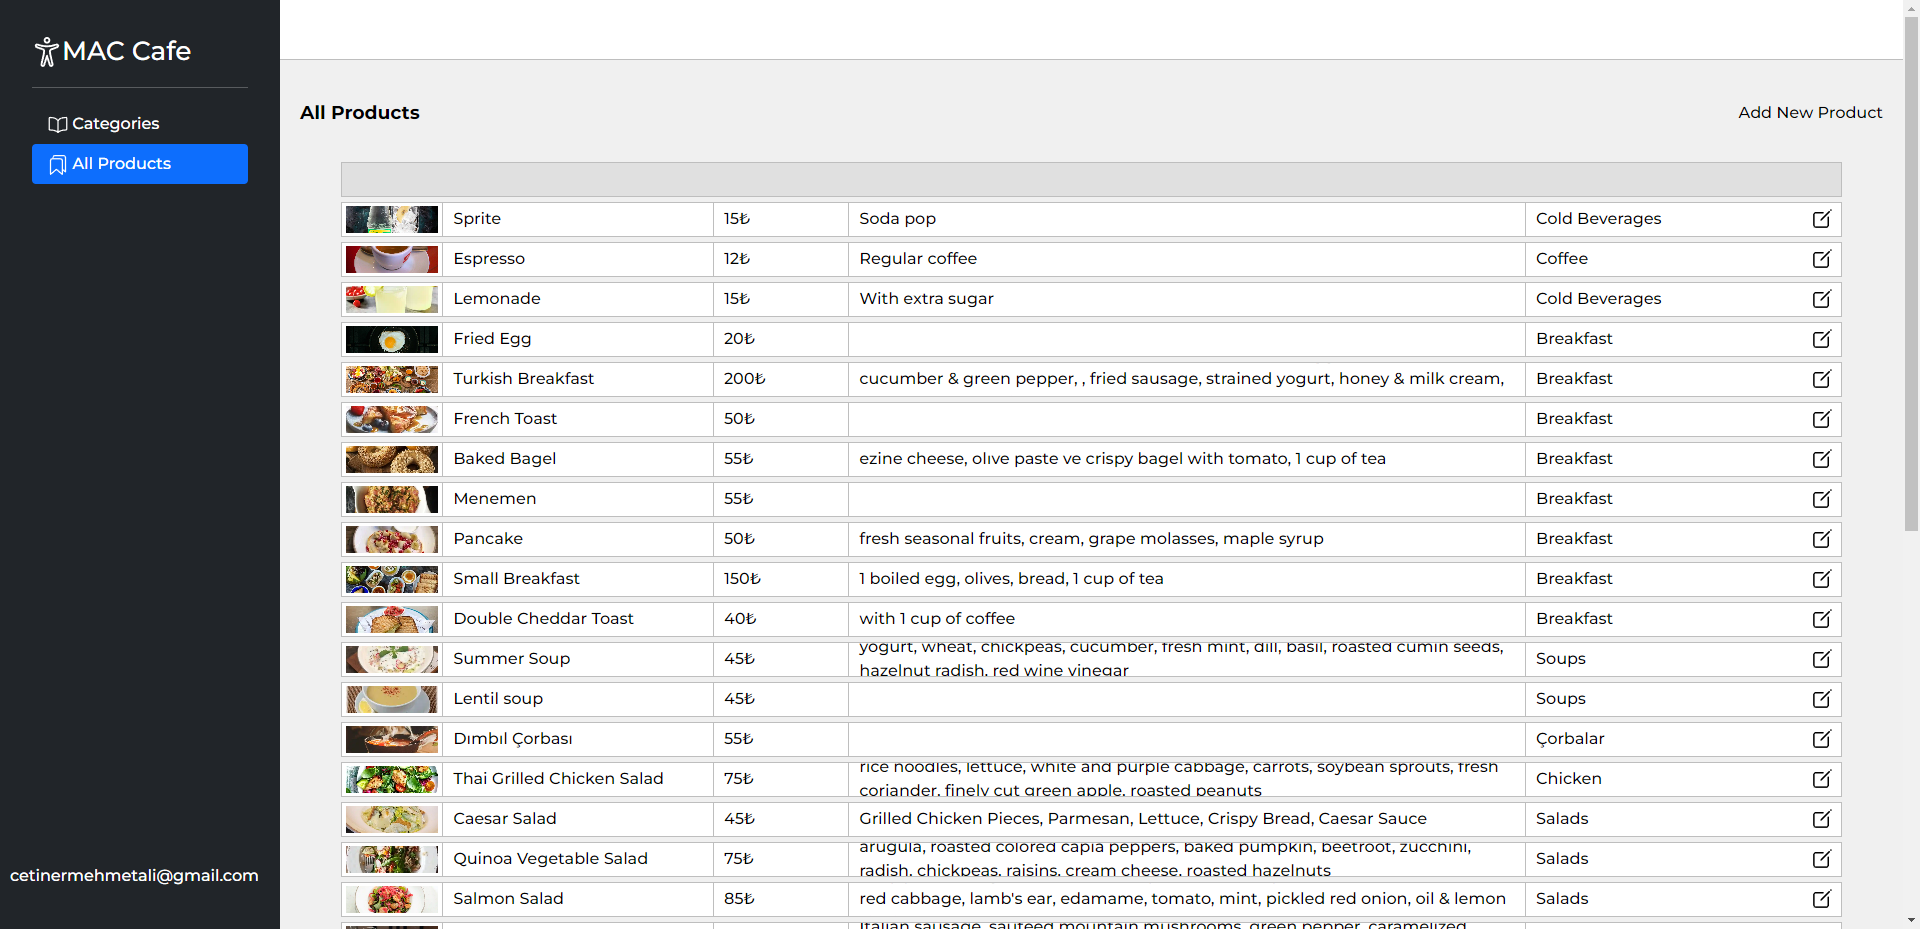 MAC Cafe
Categories
All Products
cetinermehmetali@gmail.com
All Products
Add New Product
Sprite 15₺ Soda pop Cold Beverages
Espresso 12₺ Regular coffee Coffee
Lemonade 15₺ With extra sugar Cold Beverages
Fried Egg 20₺ Breakfast
Turkish Breakfast 200₺ cucumber & green pepper, , fried sausage, strained yogurt, honey & milk cream, Breakfast
French Toast 50₺ Breakfast
Baked Bagel 55₺ ezine cheese, olıve paste ve crispy bagel with tomato, 1 cup of tea Breakfast
Menemen 55₺ Breakfast
Pancake 50₺ fresh seasonal fruits, cream, grape molasses, maple syrup Breakfast
Small Breakfast 150₺ 1 boiled egg, olives, bread, 1 cup of tea Breakfast
Double Cheddar Toast 40₺ with 1 cup of coffee Breakfast
Summer Soup 45₺ yogurt, wheat, chickpeas, cucumber, fresh mint, dill, basil, roasted cumin seeds, Soups
hazelnut radish, red wine vinegar
Lentil soup 45₺ Soups
Dımbıl Çorbası 55₺ Çorbalar
Thai Grilled Chicken Salad 75₺ rice noodles, lettuce, white and purple cabbage, carrots, soybean sprouts, fresh Chicken
coriander, finely cut green apple, roasted peanuts
Caesar Salad 45₺ Grilled Chicken Pieces, Parmesan, Lettuce, Crispy Bread, Caesar Sauce Salads
Quinoa Vegetable Salad 75₺ arugula, roasted colored capia peppers, baked pumpkin, beetroot, zucchini, Salads
radish, chickpeas, raisins, cream cheese, roasted hazelnuts
Salmon Salad 85₺ red cabbage, lamb's ear, edamame, tomato, mint, pickled red onion, oil & lemon Salads
Italian sausage, sauteed mountain mushrooms, green pepper, caramelized